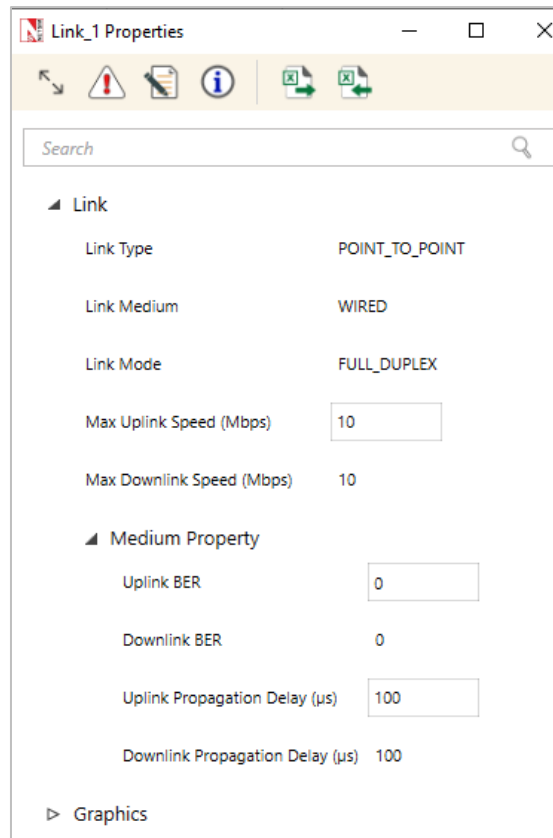 Link_1 Properties
Search
Link
Link Type POINT_TO_POINT
Link Medium WIRED
Link Mode FULL_DUPLEX
Max Uplink Speed (Mbps) 10
Max Downlink Speed (Mbps) 10
Medium Property
Uplink BER 0
Downlink BER 0
Uplink Propagation Delay (µs) 100
Downlink Propagation Delay (µs) 100
Graphics